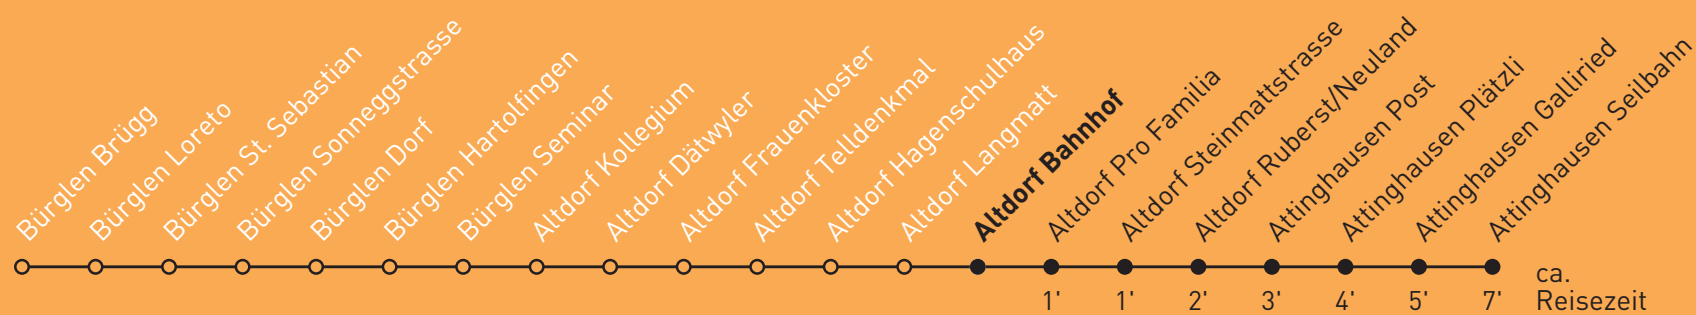 Bürglen Brügg
Bürglen Loreto
Bürglen St. Sebastian
Bürglen Sonneggstrasse
Bürglen Dorf
Bürglen Hartolfingen
Bürglen Seminar
Altdorf Kollegium
Altdorf Dätwyler
Altdorf Frauenkloster
Altdorf Telldenkmal
Altdorf Hagenschulhaus
Altdorf Langmatt
Altdorf Bahnhof
Altdorf Pro Familia
Altdorf Steinmattstrasse
Altdorf Ruberst/Neuland
Attinghausen Post
Attinghausen Plätzli
Attinghausen Galliried
Attinghausen Seilbahn
1' 1' 2' 3' 4' 5' 7'
ca.
Reisezeit